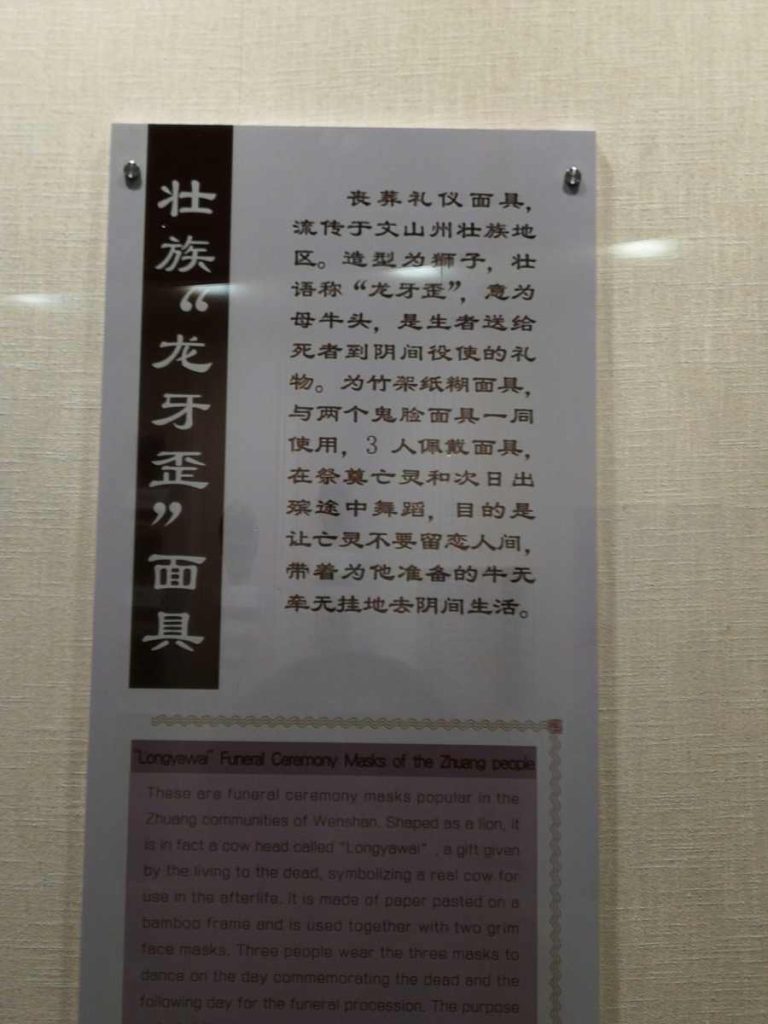 壮族“龙牙歪”面具
丧葬礼仪面具，
流传于文山州壮族地
区。造型为狮子，壮
语称“龙牙歪”，意为
母牛头，是生者送给
死者到阴间役使的礼
物。为竹架纸糊面具，
与两个鬼脸面具一同
使用，3 人佩戴面具，
在祭奠亡灵和次日出
殡途中舞蹈，目的是
让亡灵不要留恋人间，
带着为他准备的牛无
牵无挂地去阴间生活。
"Longyawai" Funeral Ceremony Masks of the Zhuang people
These are funeral ceremony masks popular in the
Zhuang communities of Wenshan. Shaped as a lion, it
is in fact a cow head called "Longyawai" , a gift given
by the living to the dead, symbolizing a real cow for
use in the afterlife. It is made of paper pasted on a
bamboo frame and is used together with two grim
face masks. Three people wear the three masks to
dance on the day commemorating the dead and the
following day for the funeral procession. The purpose